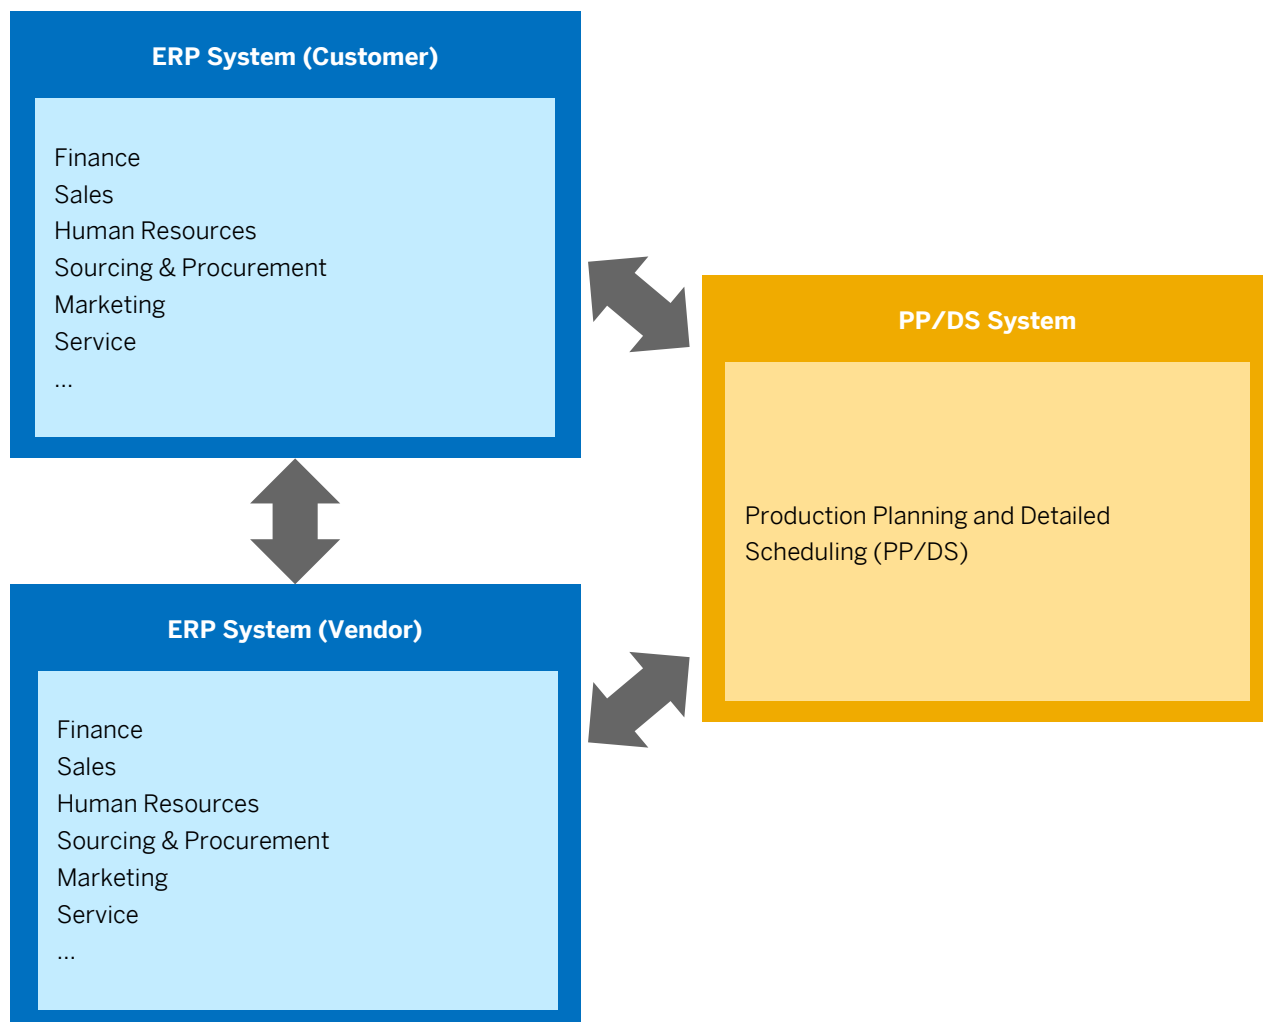 ERP System (Customer)
Finance
Sales
Human Resources
Sourcing & Procurement
Marketing
Service
...
PP/DS System
Production Planning and Detailed
Scheduling (PP/DS)
ERP System (Vendor)
Finance
Sales
Human Resources
Sourcing & Procurement
Marketing
Service
...